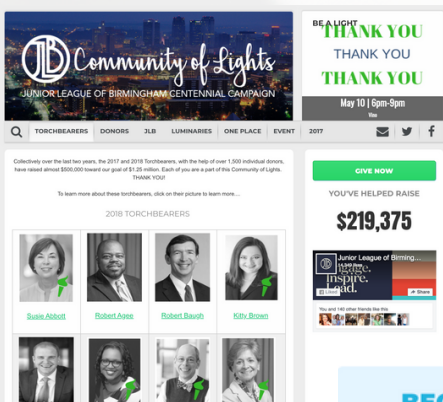 JLB Community of Lights
JUNIOR LEAGUE OF BIRMINGHAM CENTENNIAL CAMPAIGN
BE A LIGHT
THANK YOU
THANK YOU
THANK YOU
May 10 | 6pm-9pm
TORCHBEARERS DONORS JLB LUMINARIES ONE PLACE EVENT 2017
Collectively over the last two years, the 2017 and 2018 Torchbearers, with the help of over 1,500 individual donors,
have raised almost $500,000 toward our goal of $1.25 million. Each of you are a part of this Community of Lights.
THANK YOU!
To learn more about these torchbearers, click on their picture to learn more....
2018 TORCHBEARERS
Susie Abbott Robert Agee Robert Baugh Kitty Brown
GIVE NOW
YOU'VE HELPED RAISE
$219,375
Junior League of Birming...
Engage.
Inspire.
Lead.
Liked Share
You and 140 other friends like this